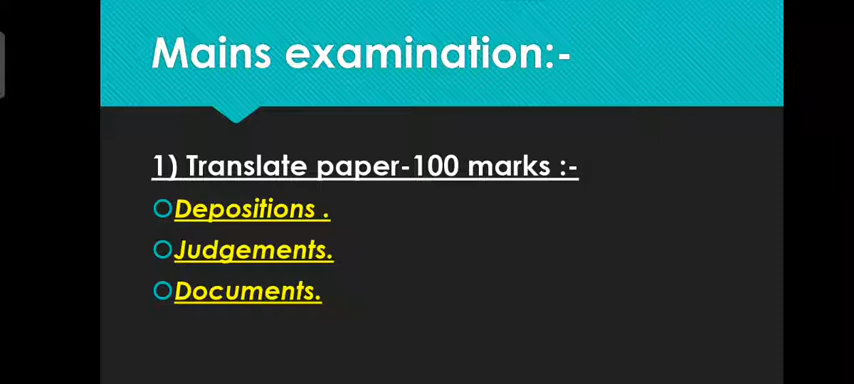 Mains examination:-
1) Translate paper-100 marks :-
Depositions .
Judgements.
Documents.